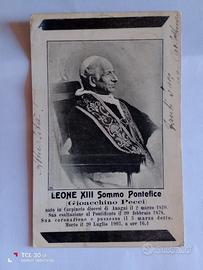 LEONE XIII Sommo Pontefice
(Gioacchino Pecci)
nato in Carpineto diocesi di Anagni il 2 marzo 1810.
Sua esaltazione al Pontificato il 20 febbraio 1878.
Sua coronazione e possesso il 3 marzo detto.
Morto il 20 Luglio 1903, a ore 16.
subito.it